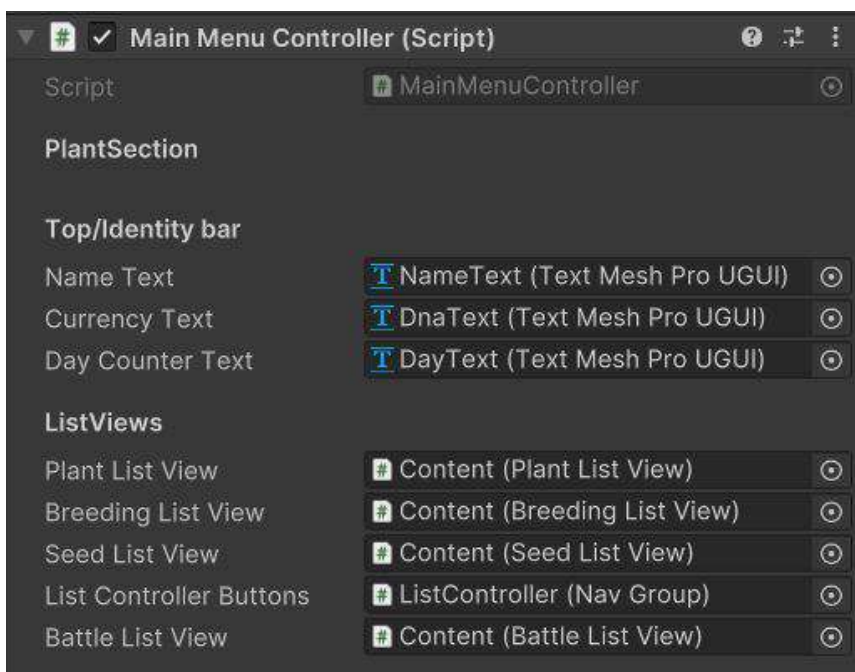 Main Menu Controller (Script)
Script MainMenuController
PlantSection
Top/Identity bar
Name Text NameText (Text Mesh Pro UGUI)
Currency Text DnaText (Text Mesh Pro UGUI)
Day Counter Text DayText (Text Mesh Pro UGUI)
ListViews
Plant List View Content (Plant List View)
Breeding List View Content (Breeding List View)
Seed List View Content (Seed List View)
List Controller Buttons ListController (Nav Group)
Battle List View Content (Battle List View)